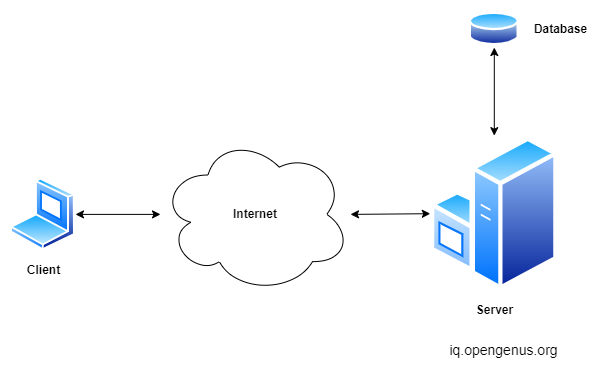 Database
Internet
Client
Server
iq.opengenus.org